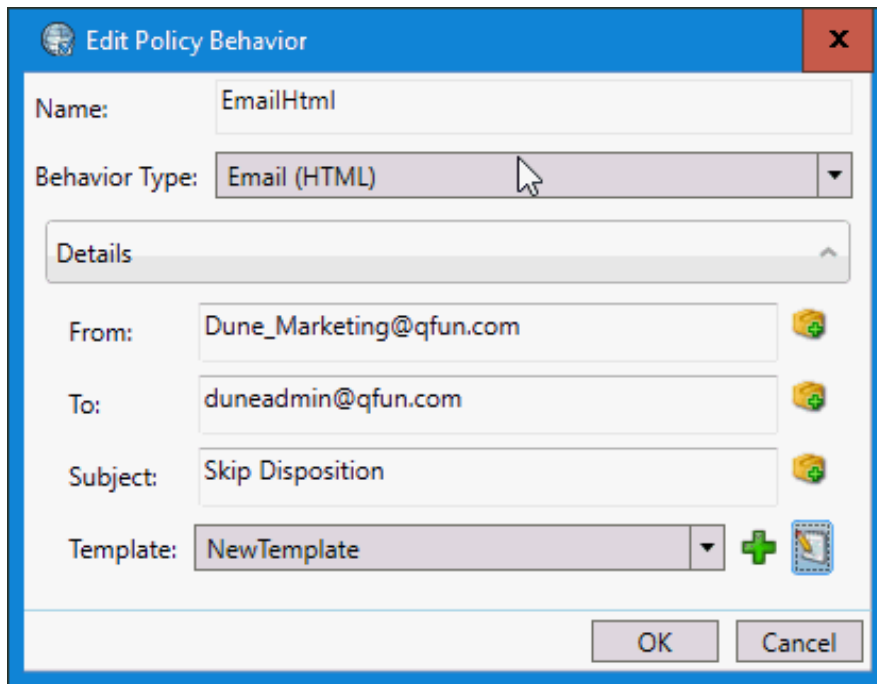 Edit Policy Behavior
x
Name: EmailHtml
Behavior Type: Email (HTML)
Details
From: Dune_Marketing@qfun.com
To: duneadmin@qfun.com
Subject: Skip Disposition
Template: NewTemplate
OK Cancel